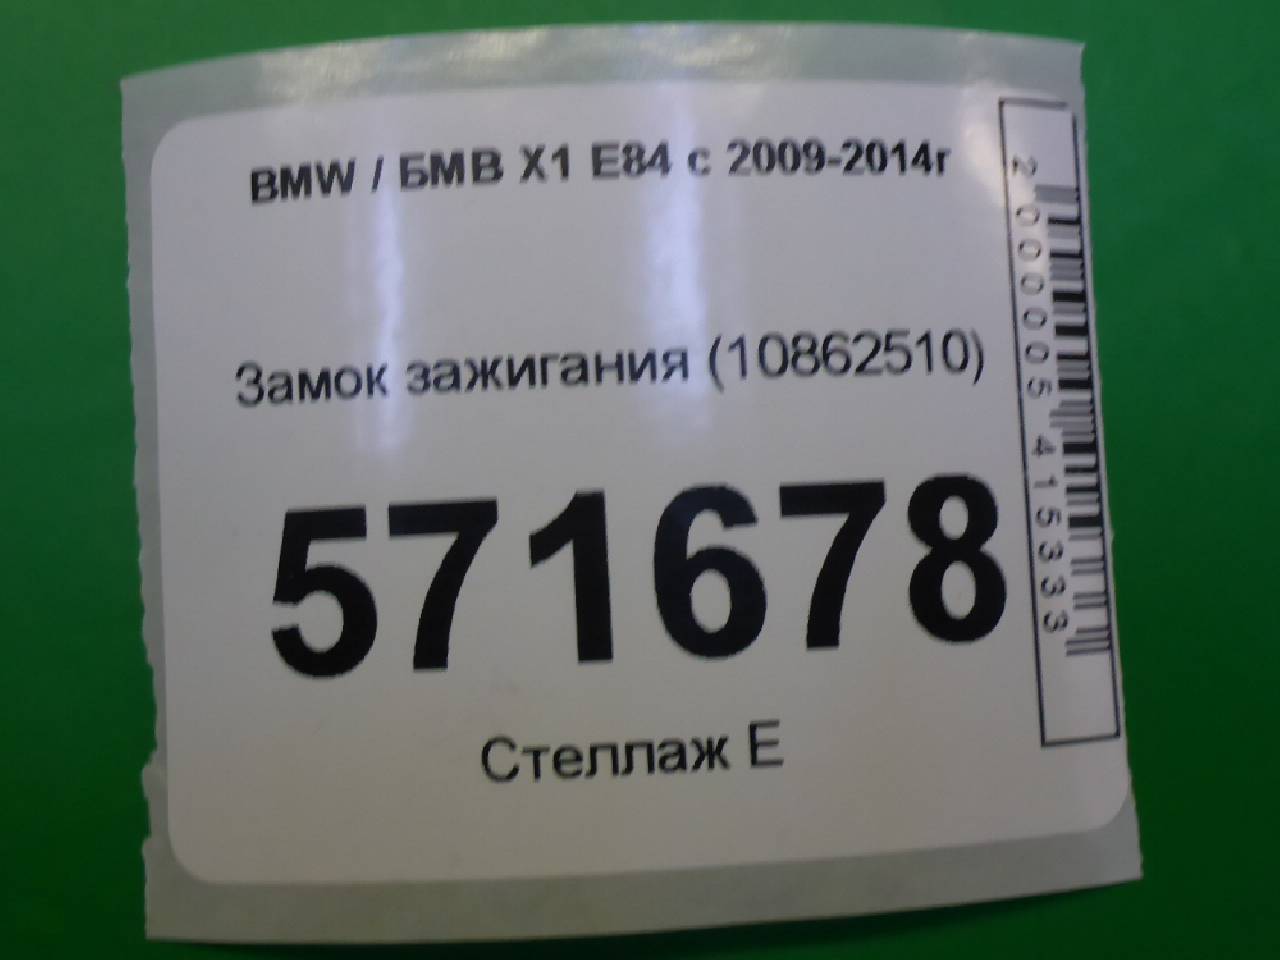 BMW / БМВ X1 E84 с 2009-2014г
Замок зажигания (10862510)
571678
Стеллаж Е
2000005415333